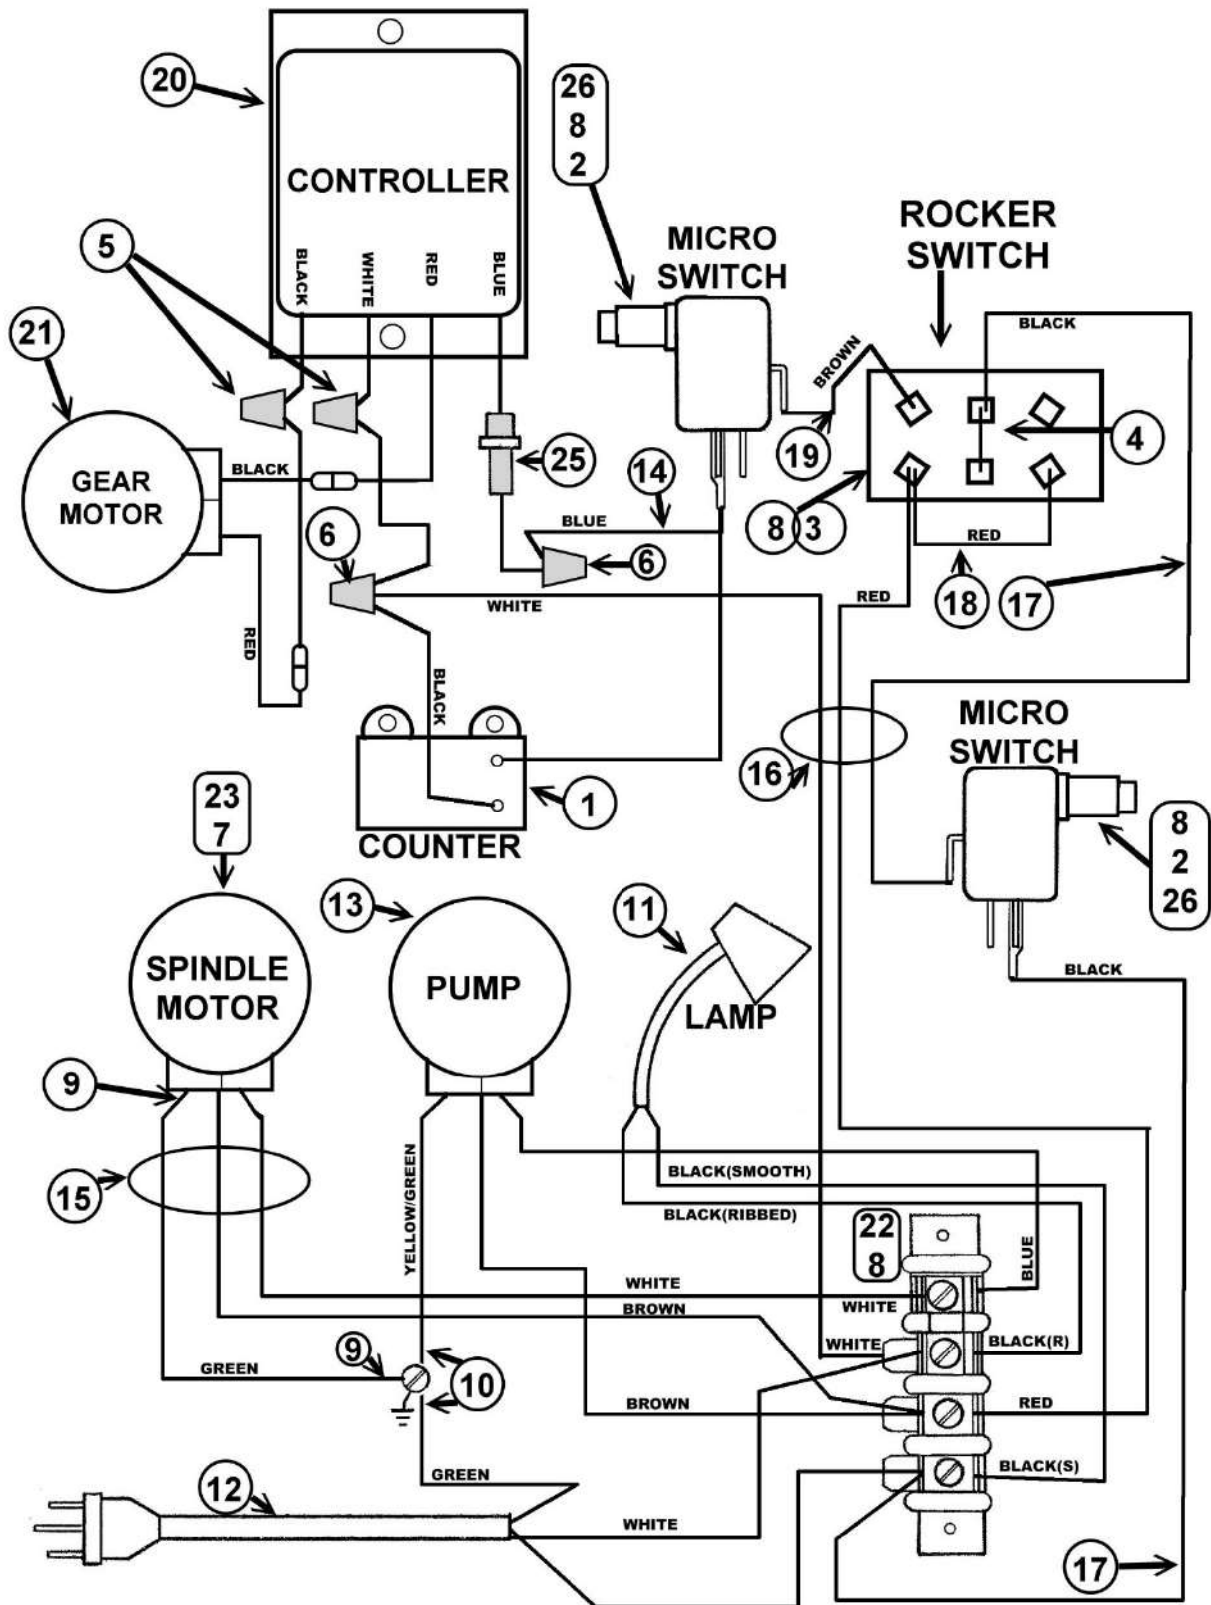 20
CONTROLLER
BLACK
WHITE
RED
BLUE
26
8
2
MICRO
SWITCH
ROCKER
SWITCH
5
21
GEAR
MOTOR
BLACK
25
14
BLUE
BROWN
19
BLACK
4
8
3
RED
6
6
WHITE
RED
18
17
RED
BLACK
16
MICRO
SWITCH
1
COUNTER
23
7
8
2
26
13
11
SPINDLE
MOTOR
PUMP
LAMP
BLACK
9
15
YELLOW/GREEN
BLACK(SMOOTH)
BLACK(RIBBED)
22
8
BLUE
WHITE
WHITE
BROWN
WHITE
BLACK(R)
9
GREEN
10
BROWN
RED
GREEN
BLACK(S)
12
WHITE
17